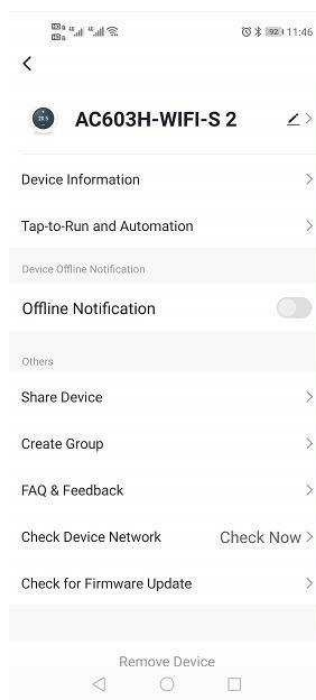 11:46
AC603H-WIFI-S 2
Device Information
Tap-to-Run and Automation
Device Offline Notification
Offline Notification
Others
Share Device
Create Group
FAQ & Feedback
Check Device Network Check Now
Check for Firmware Update
Remove Device